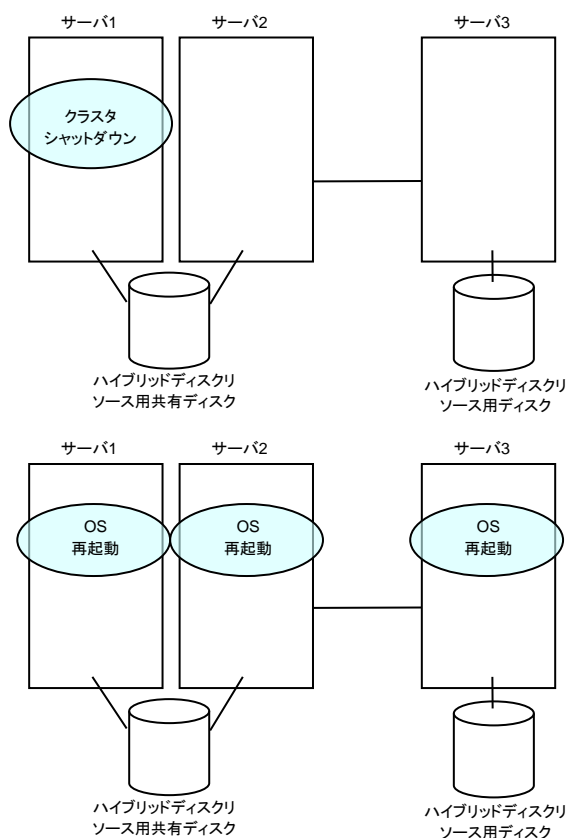 サーバ1
サーバ2
サーバ3
クラスタ
シャットダウン
ハイブリッドディスクリ
ソース用共有ディスク
ハイブリッドディスクリ
ソース用ディスク
サーバ1
サーバ2
サーバ3
OS
再起動
OS
再起動
OS
再起動
ハイブリッドディスクリ
ソース用共有ディスク
ハイブリッドディスクリ
ソース用ディスク